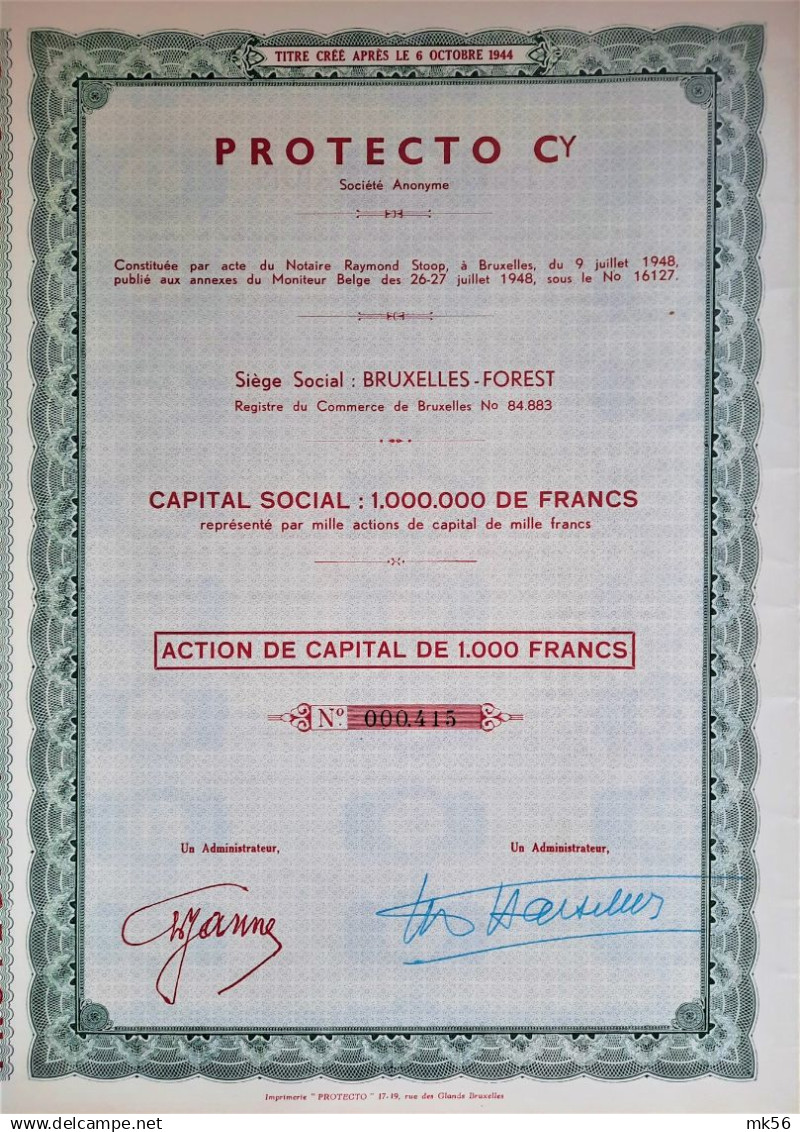 TITRE CRÉÉ APRÈS LE 6 OCTOBRE 1944
PROTECTO CY
Société Anonyme
Constituée par acte du Notaire Raymond Stoop, à Bruxelles, du 9 juillet 1948,
publié aux annexes du Moniteur Belge des 26-27 juillet 1948, sous le No 16127.
Siège Social : BRUXELLES-FOREST
Registre du Commerce de Bruxelles No 84.883
CAPITAL SOCIAL : 1.000.000 DE FRANCS
représenté par mille actions de capital de mille francs
ACTION DE CAPITAL DE 1.000 FRANCS
Nº. 000.415
Un Administrateur, Un Administrateur,
Imprimerie "PROTECTO" 17-19, rue des Glands Bruxelles
mk56